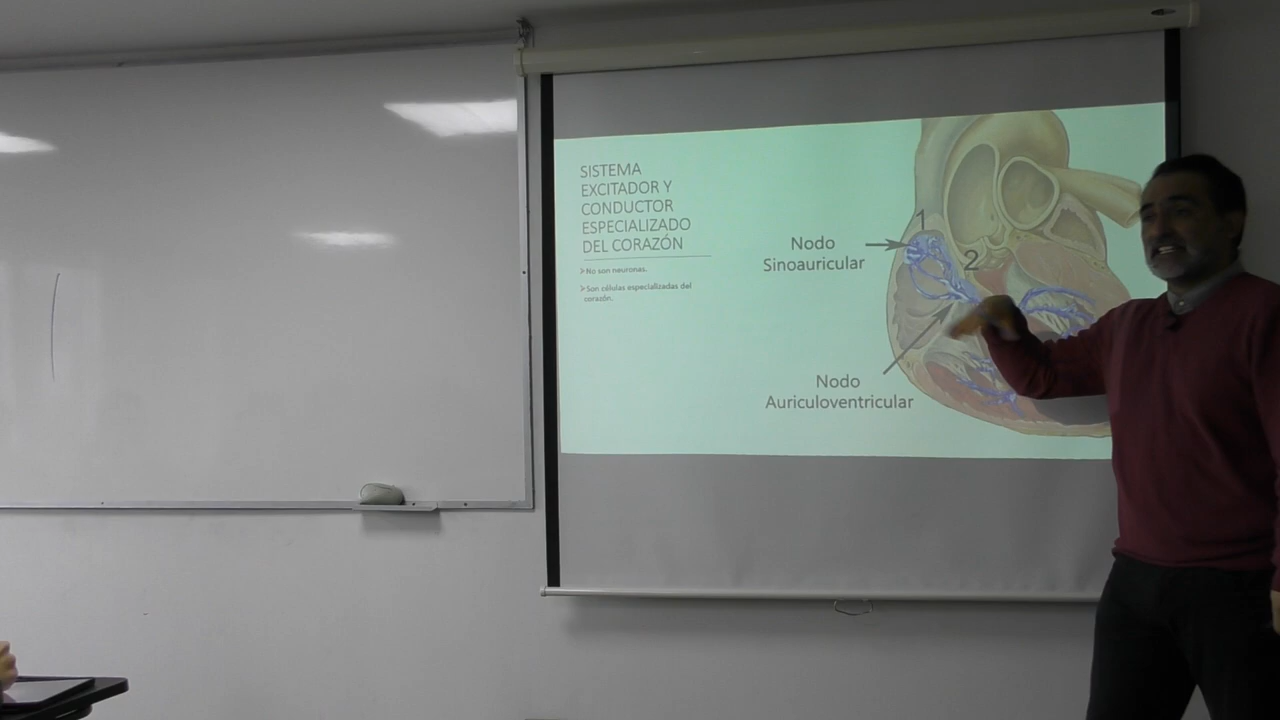 SISTEMA
EXCITADOR Y
CONDUCTOR
ESPECIALIZADO
DEL CORAZÓN
➢No son neuronas.
➢Son células especializadas del
corazón.
1
Nodo
Sinoauricular
2
Nodo
Auriculoventricular